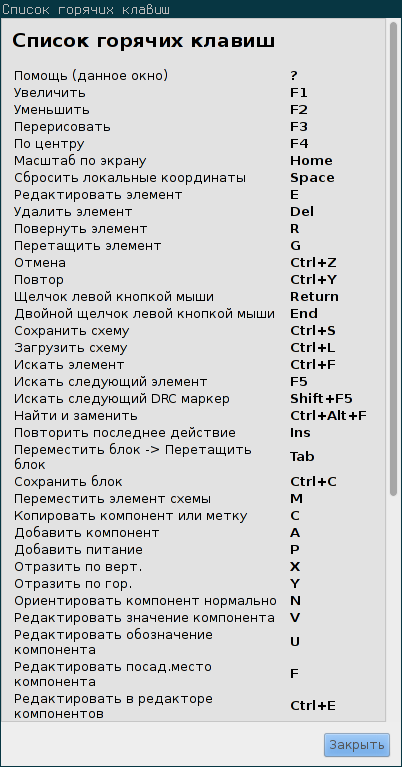 Список горячих клавиш
Список горячих клавиш
Помощь (данное окно) ?
Увеличить F1
Уменьшить F2
Перерисовать F3
По центру F4
Масштаб по экрану Home
Сбросить локальные координаты Space
Редактировать элемент E
Удалить элемент Del
Повернуть элемент R
Перетащить элемент G
Отмена Ctrl+Z
Повтор Ctrl+Y
Щелчок левой кнопкой мыши Return
Двойной щелчок левой кнопкой мыши End
Сохранить схему Ctrl+S
Загрузить схему Ctrl+L
Искать элемент Ctrl+F
Искать следующий элемент F5
Искать следующий DRC маркер Shift+F5
Найти и заменить Ctrl+Alt+F
Повторить последнее действие Ins
Переместить блок -> Перетащить
блок Tab
Сохранить блок Ctrl+C
Переместить элемент схемы M
Копировать компонент или метку C
Добавить компонент A
Добавить питание P
Отразить по верт. X
Отразить по гор. Y
Ориентировать компонент нормально N
Редактировать значение компонента V
Редактировать обозначение
компонента U
Редактировать посад.место
компонента F
Редактировать в редакторе
компонентов Ctrl+E
Закрыть